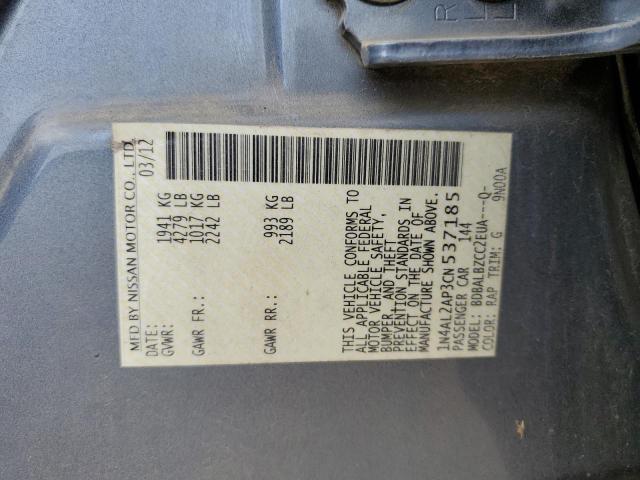 R
L
E
MFD BY NISSAN MOTOR CO., LTD.
DATE: 03/12
GVWR: 1941 KG
4279 LB
GAWR FR.: 1017 KG
2242 LB
GAWR RR.: 993 KG
2189 LB
THIS VEHICLE CONFORMS TO
ALL APPLICABLE FEDERAL
MOTOR VEHICLE SAFETY,
BUMPER, AND THEFT
PREVENTION STANDARDS IN
EFFECT ON THE DATE OF
MANUFACTURE SHOWN ABOVE.
1N4AL2AP3CN537185
PASSENGER CAR 144
MODEL: BDBALBZCC2EUA---Q-
COLOR: RAP TRIM: G 9N00A